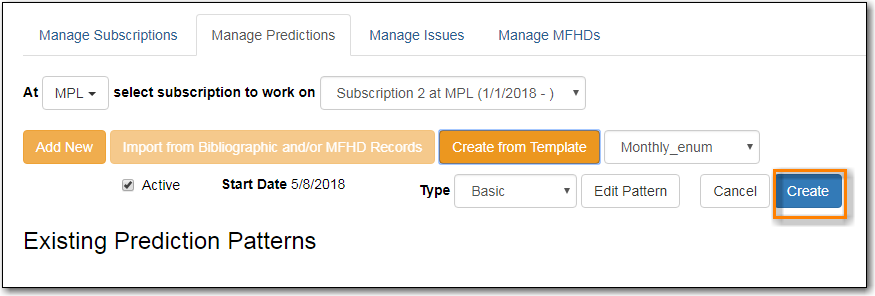 Manage Subscriptions Manage Predictions Manage Issues Manage MFHDs
At MPL select subscription to work on Subscription 2 at MPL (1/1/2018 - )
Add New Import from Bibliographic and/or MFHD Records Create from Template Monthly_enum
Active Start Date 5/8/2018 Type Basic Edit Pattern Cancel Create
Existing Prediction Patterns